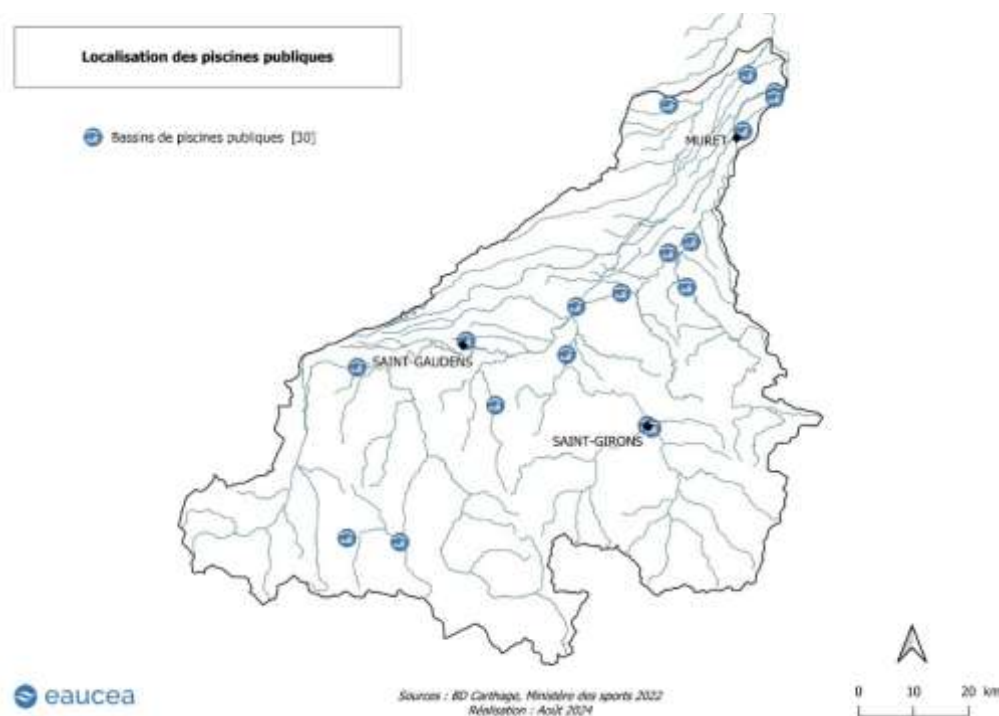 Localisation des piscines publiques
Bassins de piscines publiques [30]
MURET
SAINT-GAUDENS
SAINT-GIRONS
eaucea
Sources : BD Carthage, Ministère des sports 2022
Réalisation : Août 2024
0 10 20 km